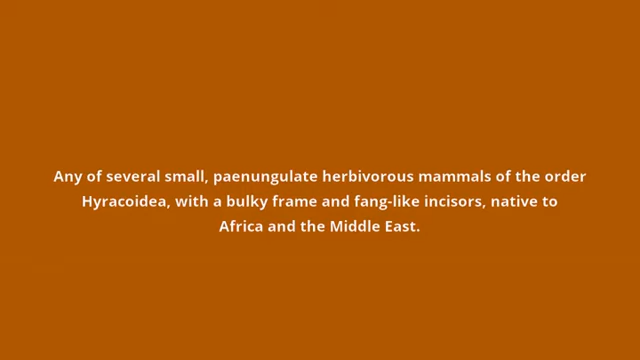 Any of several small, paenungulate herbivorous mammals of the order
Hyracoidea, with a bulky frame and fang-like incisors, native to
Africa and the Middle East.